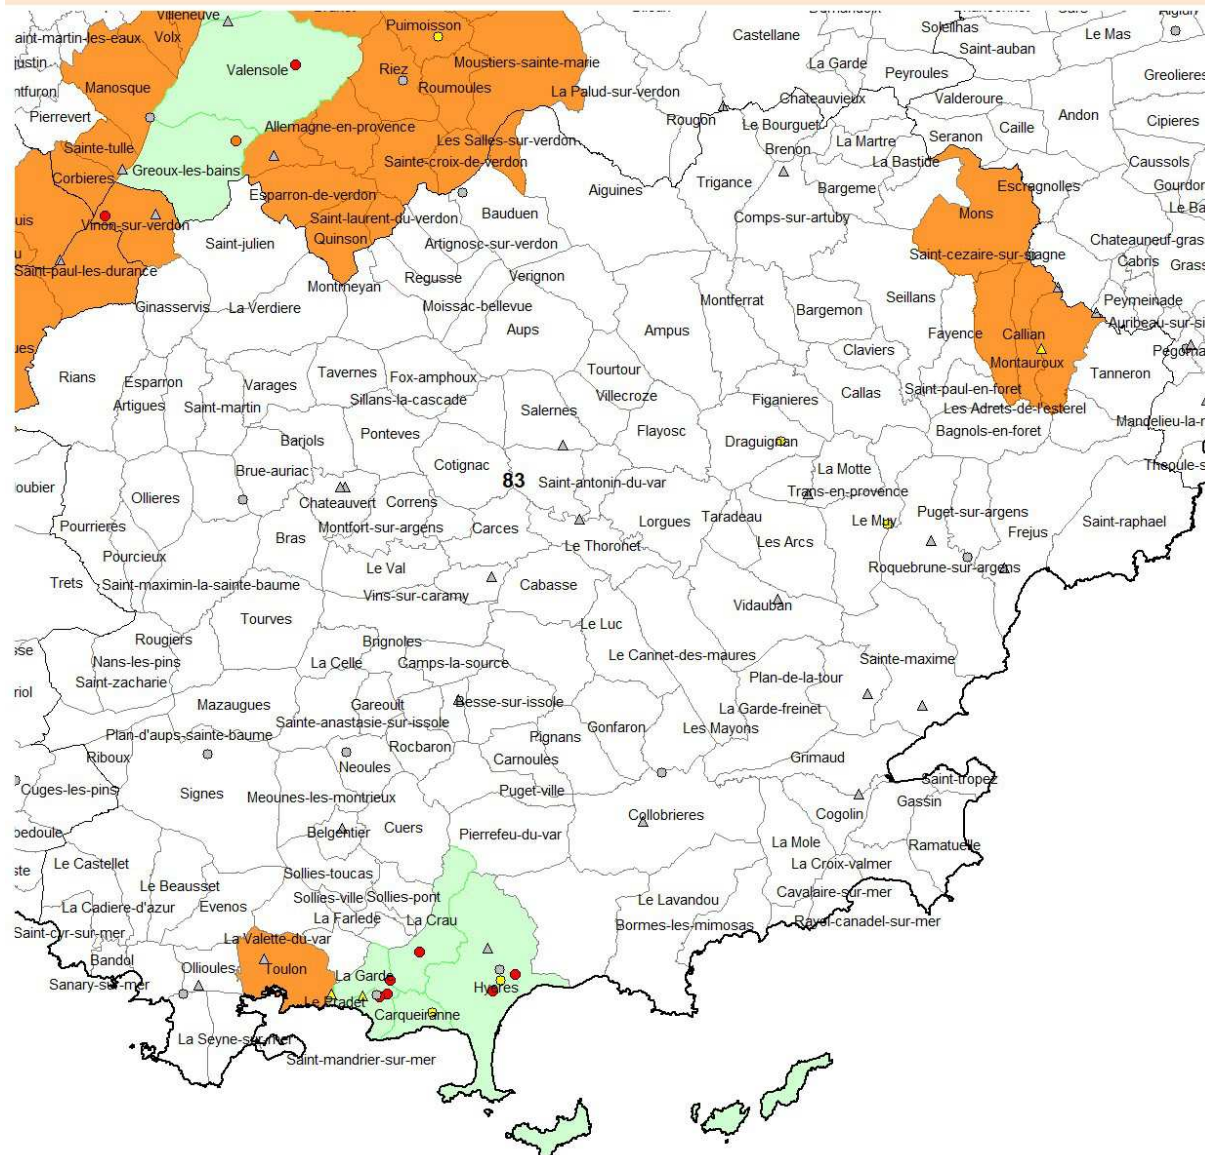 Villeneuve
Puimoisson
Castellane
Soleilhas
Le Mas
Saint-auban
aint-martin-les-eaux
Volx
Valensole
Riez
Moustiers-sainte-marie
La Garde
Peyroules
Greolieres
Manosque
Roumoules
La Palud-sur-verdon
Chateauvieux
Valderoure
Andon
Pierrevert
Allemagne-en-provence
Rougon
Le Bourguet
Caille
Cipieres
Sainte-tulle
Les Salles-sur-verdon
Brenon
La Martre
Seranon
Corbieres
Greoux-les-bains
Sainte-croix-de-verdon
La Bastide
Caussols
Aiguines
Trigance
Bargeme
Escragnolles
Gourdon
Esparron-de-verdon
Vinon-sur-verdon
Saint-laurent-du-verdon
Bauduen
Comps-sur-artuby
Mons
Quinson
Saint-julien
Artignosc-sur-verdon
Chateauneuf-gras
Saint-paul-les-durance
Saint-cezaire-sur-siagne
Cabris
Grass
Montmeyan
Regusse
Verignon
Ginasservis
La Verdiere
Moissac-bellevue
Montferrat
Bargemon
Seillans
Peymeinade
Aups
Ampus
Fayence
Callian
Auribeau-sur-si
Claviers
Montauroux
Pegoma
Rians
Esparron
Varages
Tavernes
Fox-amphoux
Tourtour
Saint-paul-en-foret
Tanneron
Artigues
Saint-martin
Sillans-la-cascade
Villecroze
Figanieres
Callas
Salernes
Les Adrets-de-l'esterel
Mandelieu-la-n
Barjols
Ponteves
Flayosc
Draguignan
Bagnols-en-foret
Brue-auriac
Cotignac
83
Saint-antonin-du-var
La Motte
Theoule-s
Ollieres
Chateauvert
Correns
Trans-en-provence
Puget-sur-argens
Pourrieres
Montfort-sur-argens
Carces
Lorgues
Taradeau
Le Muy
Frejus
Saint-raphael
Bras
Le Thoronet
Les Arcs
Pourcieux
Le Val
Roquebrune-sur-argens
Trets
Saint-maximin-la-sainte-baume
Vins-sur-caramy
Cabasse
Vidauban
Tourves
Le Luc
Rougiers
Brignoles
Nans-les-pins
La Celle
Camps-la-source
Le Cannet-des-maures
Sainte-maxime
Saint-zacharie
Plan-de-la-tour
Mazaugues
Gareoult
Besse-sur-issole
La Garde-freinet
Sainte-anastasie-sur-issole
Gonfaron
Les Mayons
Plan-d'aups-sainte-baume
Pignans
Rocbaron
Riboux
Neoules
Carnoules
Grimaud
Saint-tropez
Cuges-les-pins
Signes
Meounes-les-montrieux
Puget-ville
Gassin
Collobrieres
Cogolin
Belgentier
Cuers
Pierrefeu-du-var
La Mole
Ramatuelle
Le Castellet
Sollies-toucas
La Croix-valmer
Le Beausset
Sollies-ville
Sollies-pont
Le Lavandou
Cavalaire-sur-mer
La Cadiere-d'azur
Evenos
La Farlede
La Crau
Bormes-les-mimosas
Rayol-canadel-sur-mer
Saint-cyr-sur-mer
La Valette-du-var
Bandol
Ollioules
Toulon
La Garde
Sanary-sur-mer
Hyeres
Le Pradet
Carqueiranne
La Seyne-sur-mer
Saint-mandrier-sur-mer